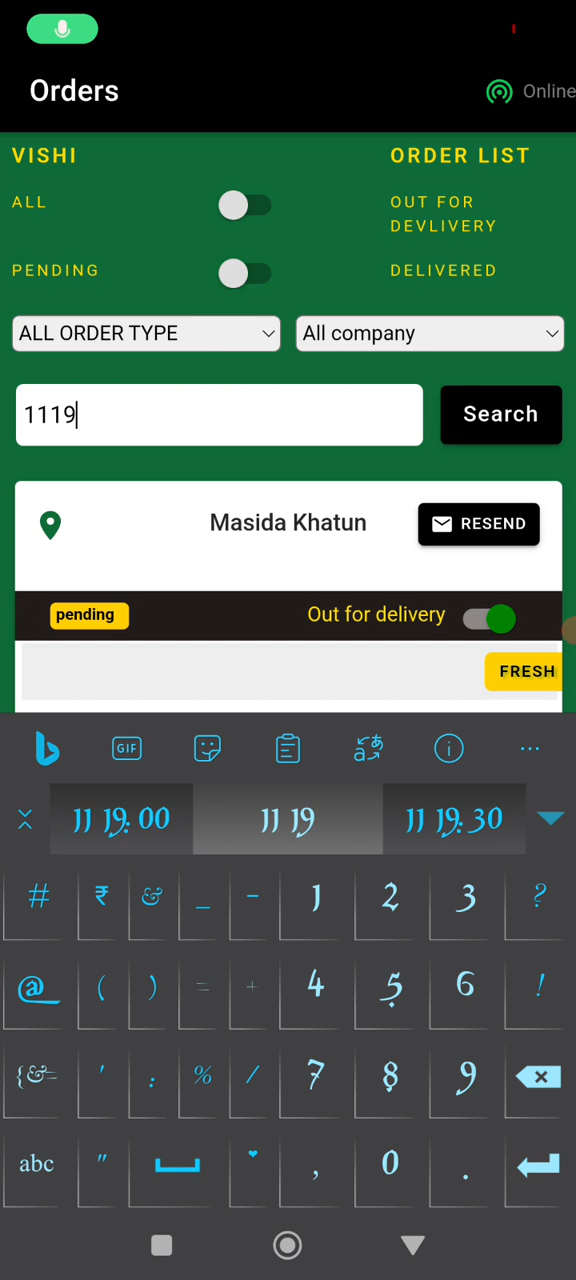 Orders
Online
VISHI
ORDER LIST
ALL
OUT FOR DEVLIVERY
PENDING
DELIVERED
ALL ORDER TYPE
All company
1119
Search
Masida Khatun
RESEND
pending
Out for delivery
FRESH
GIF
11 19:00
11 19
11 19:30
# ₹ & _ - 1 2 3 ?
@ ( ) = + 4 5 6 !
{&= ' : % / 7 8 9
abc " , 0 .